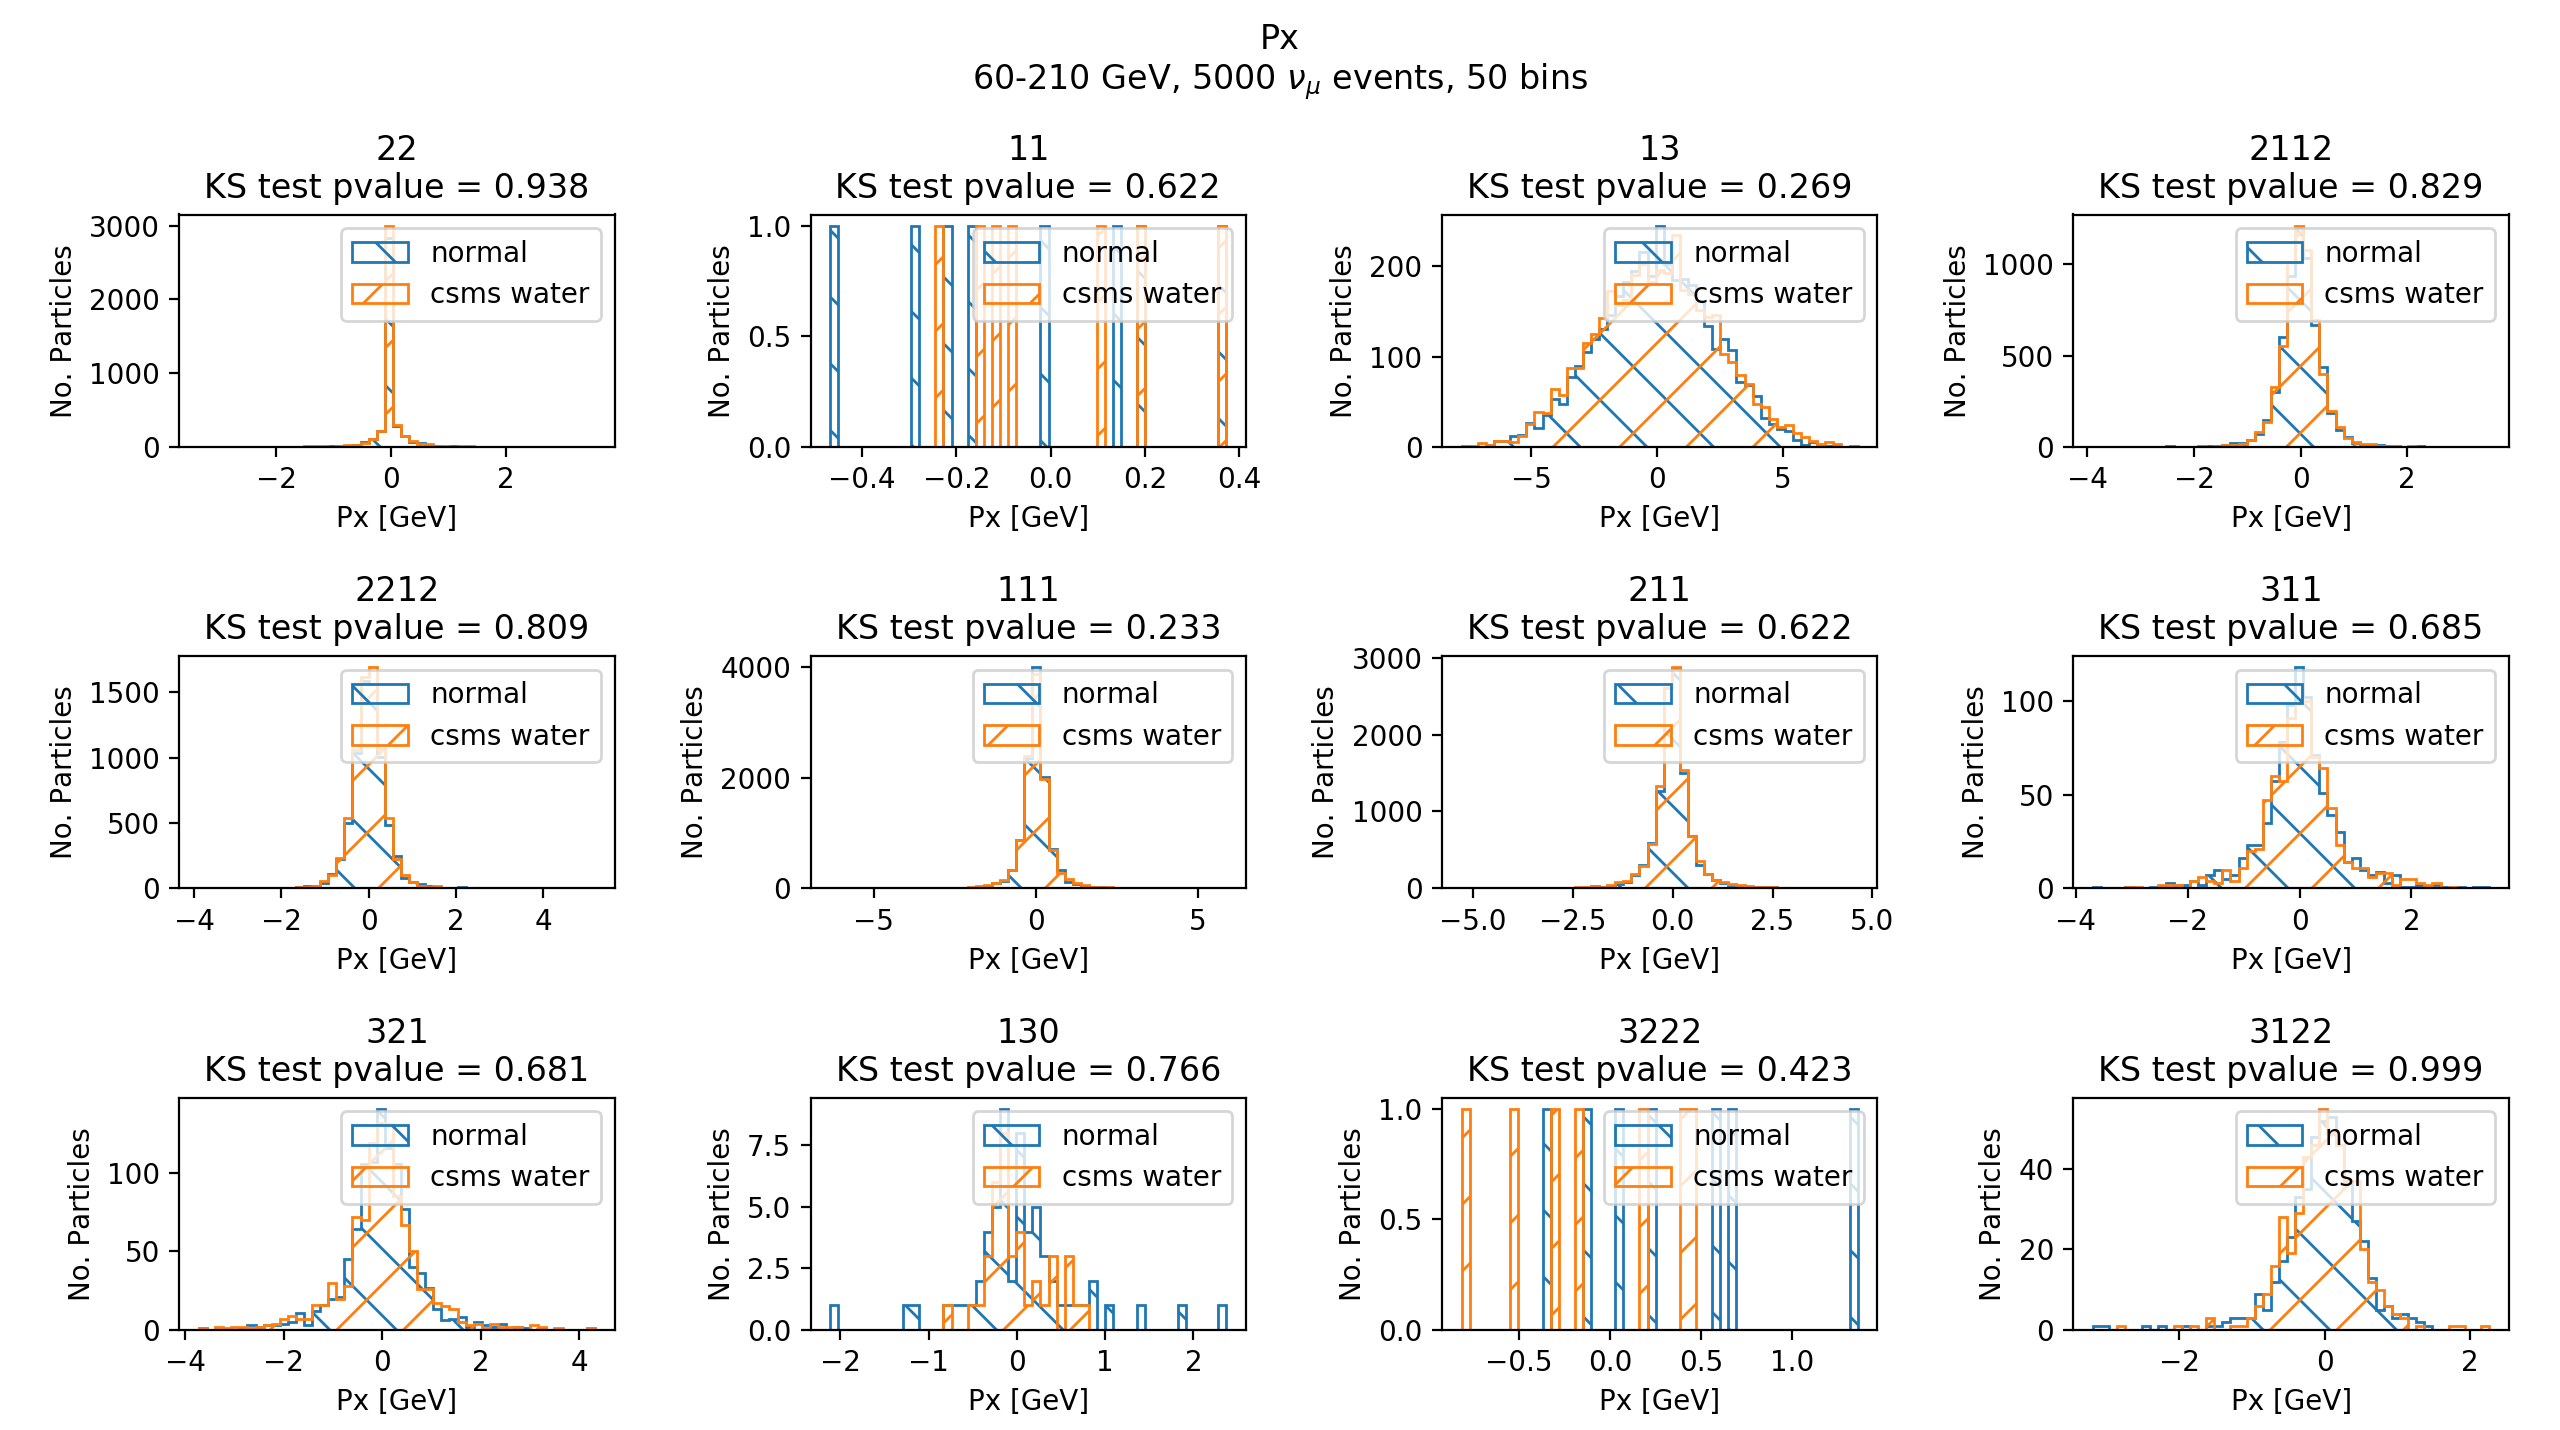 Px
60-210 GeV, 5000 νμ events, 50 bins
22
KS test pvalue = 0.938
No. Particles
3000
2000
1000
0
normal
csms water
−2 0 2
Px [GeV]
11
KS test pvalue = 0.622
No. Particles
1.0
0.5
0.0
normal
csms water
−0.4 −0.2 0.0 0.2 0.4
Px [GeV]
13
KS test pvalue = 0.269
No. Particles
200
100
0
normal
csms water
−5 0 5
Px [GeV]
2112
KS test pvalue = 0.829
No. Particles
1000
500
0
normal
csms water
−4 −2 0 2
Px [GeV]
2212
KS test pvalue = 0.809
No. Particles
1500
1000
500
0
normal
csms water
−4 −2 0 2 4
Px [GeV]
111
KS test pvalue = 0.233
No. Particles
4000
2000
0
normal
csms water
−5 0 5
Px [GeV]
211
KS test pvalue = 0.622
No. Particles
3000
2000
1000
0
normal
csms water
−5.0 −2.5 0.0 2.5 5.0
Px [GeV]
311
KS test pvalue = 0.685
No. Particles
100
50
0
normal
csms water
−4 −2 0 2
Px [GeV]
321
KS test pvalue = 0.681
No. Particles
100
50
0
normal
csms water
−4 −2 0 2 4
Px [GeV]
130
KS test pvalue = 0.766
No. Particles
7.5
5.0
2.5
0.0
normal
csms water
−2 −1 0 1 2
Px [GeV]
3222
KS test pvalue = 0.423
No. Particles
1.0
0.5
0.0
normal
csms water
−0.5 0.0 0.5 1.0
Px [GeV]
3122
KS test pvalue = 0.999
No. Particles
40
20
0
normal
csms water
−2 0 2
Px [GeV]